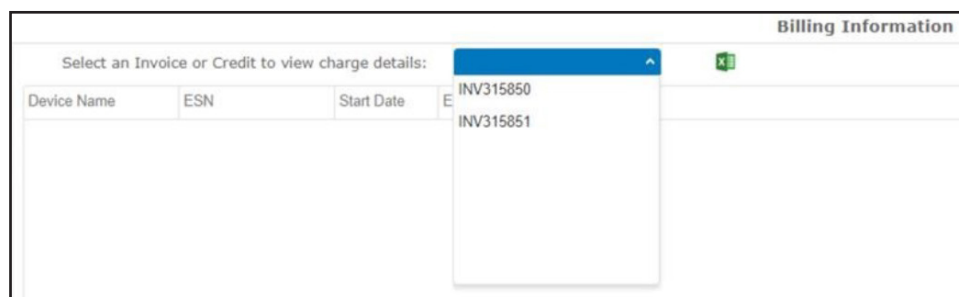 Billing Information
Select an Invoice or Credit to view charge details:
Device Name ESN Start Date E
INV315850
INV315851